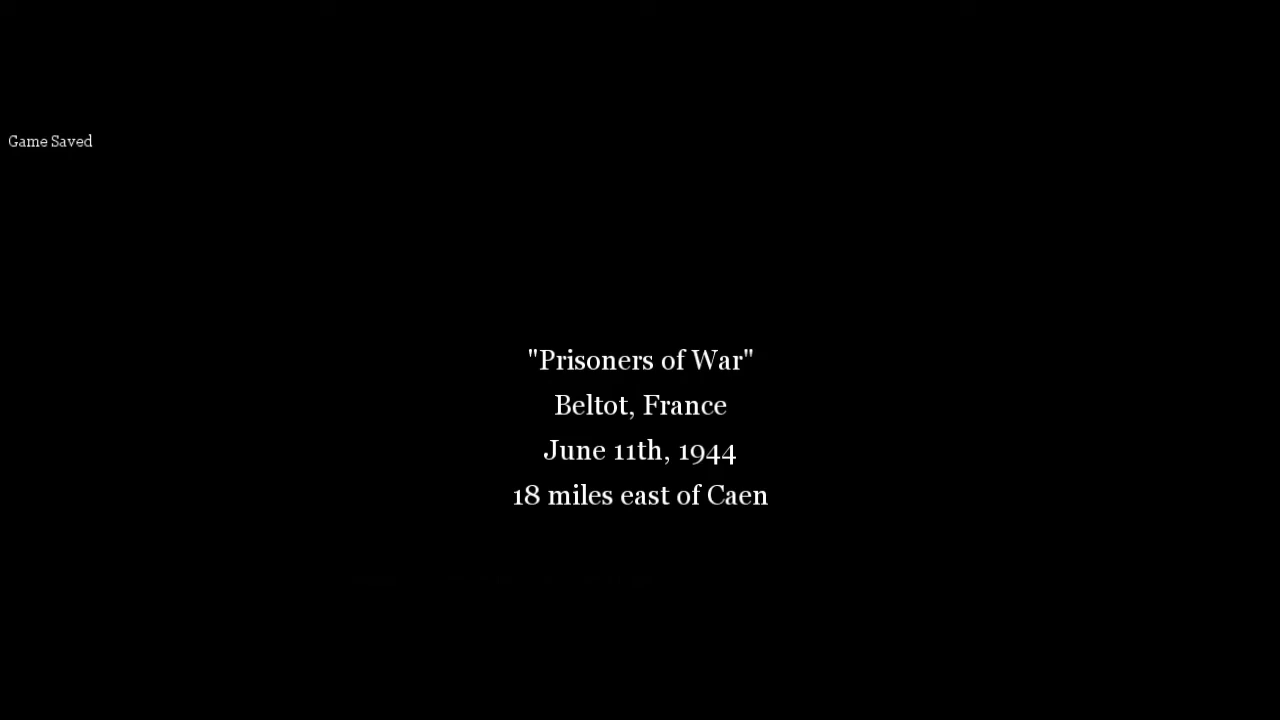 Game Saved
"Prisoners of War"
Beltot, France
June 11th, 1944
18 miles east of Caen